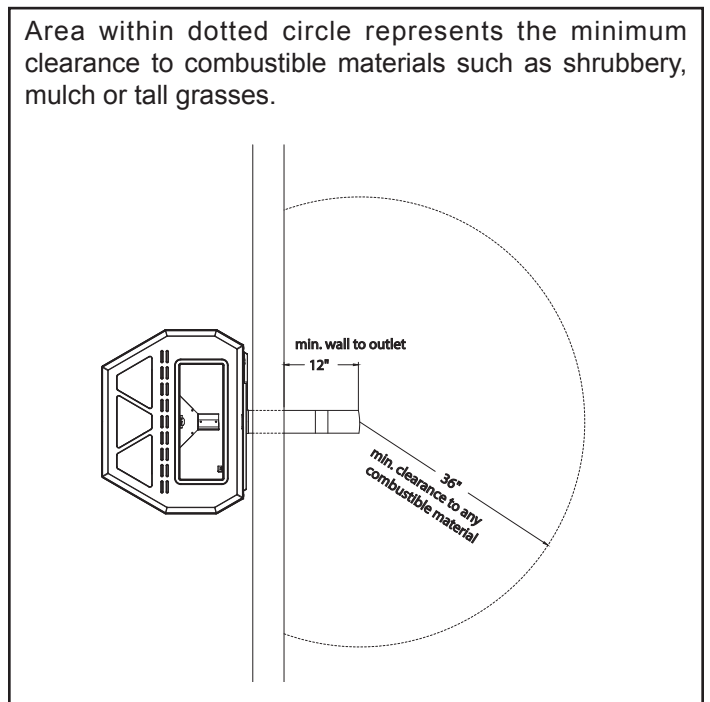 Area within dotted circle represents the minimum
clearance to combustible materials such as shrubbery,
mulch or tall grasses.
min. wall to outlet
12"
36"
min. clearance to any
combustible material